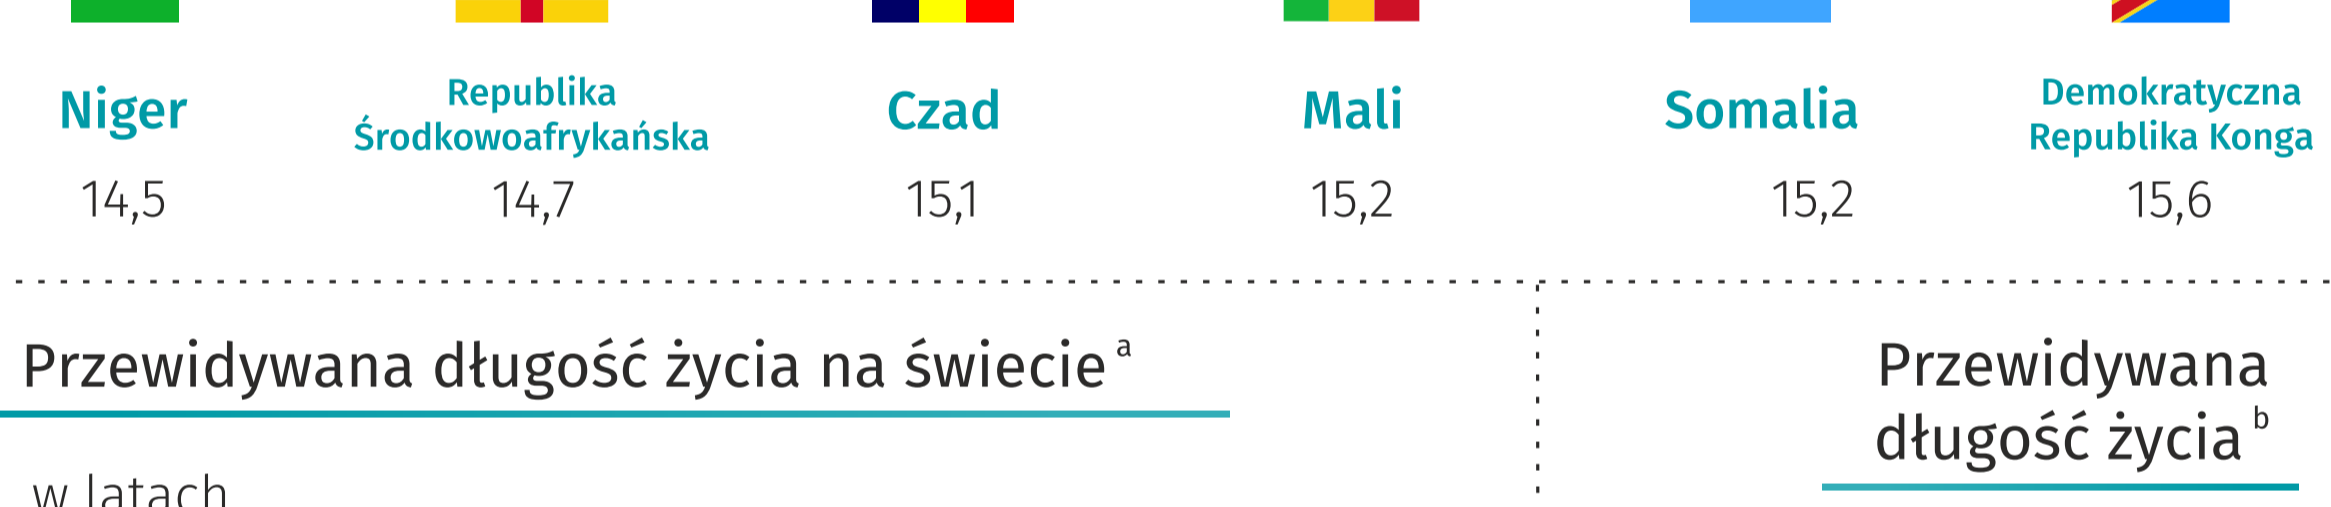 Niger
Republika
Środkowoafrykańska
Czad
Mali
Somalia
Demokratyczna
Republika Konga
14,5
14,7
15,1
15,2
15,2
15,6
Przewidywana długość życia na świecie a
w latach
Przewidywana
długość życia b